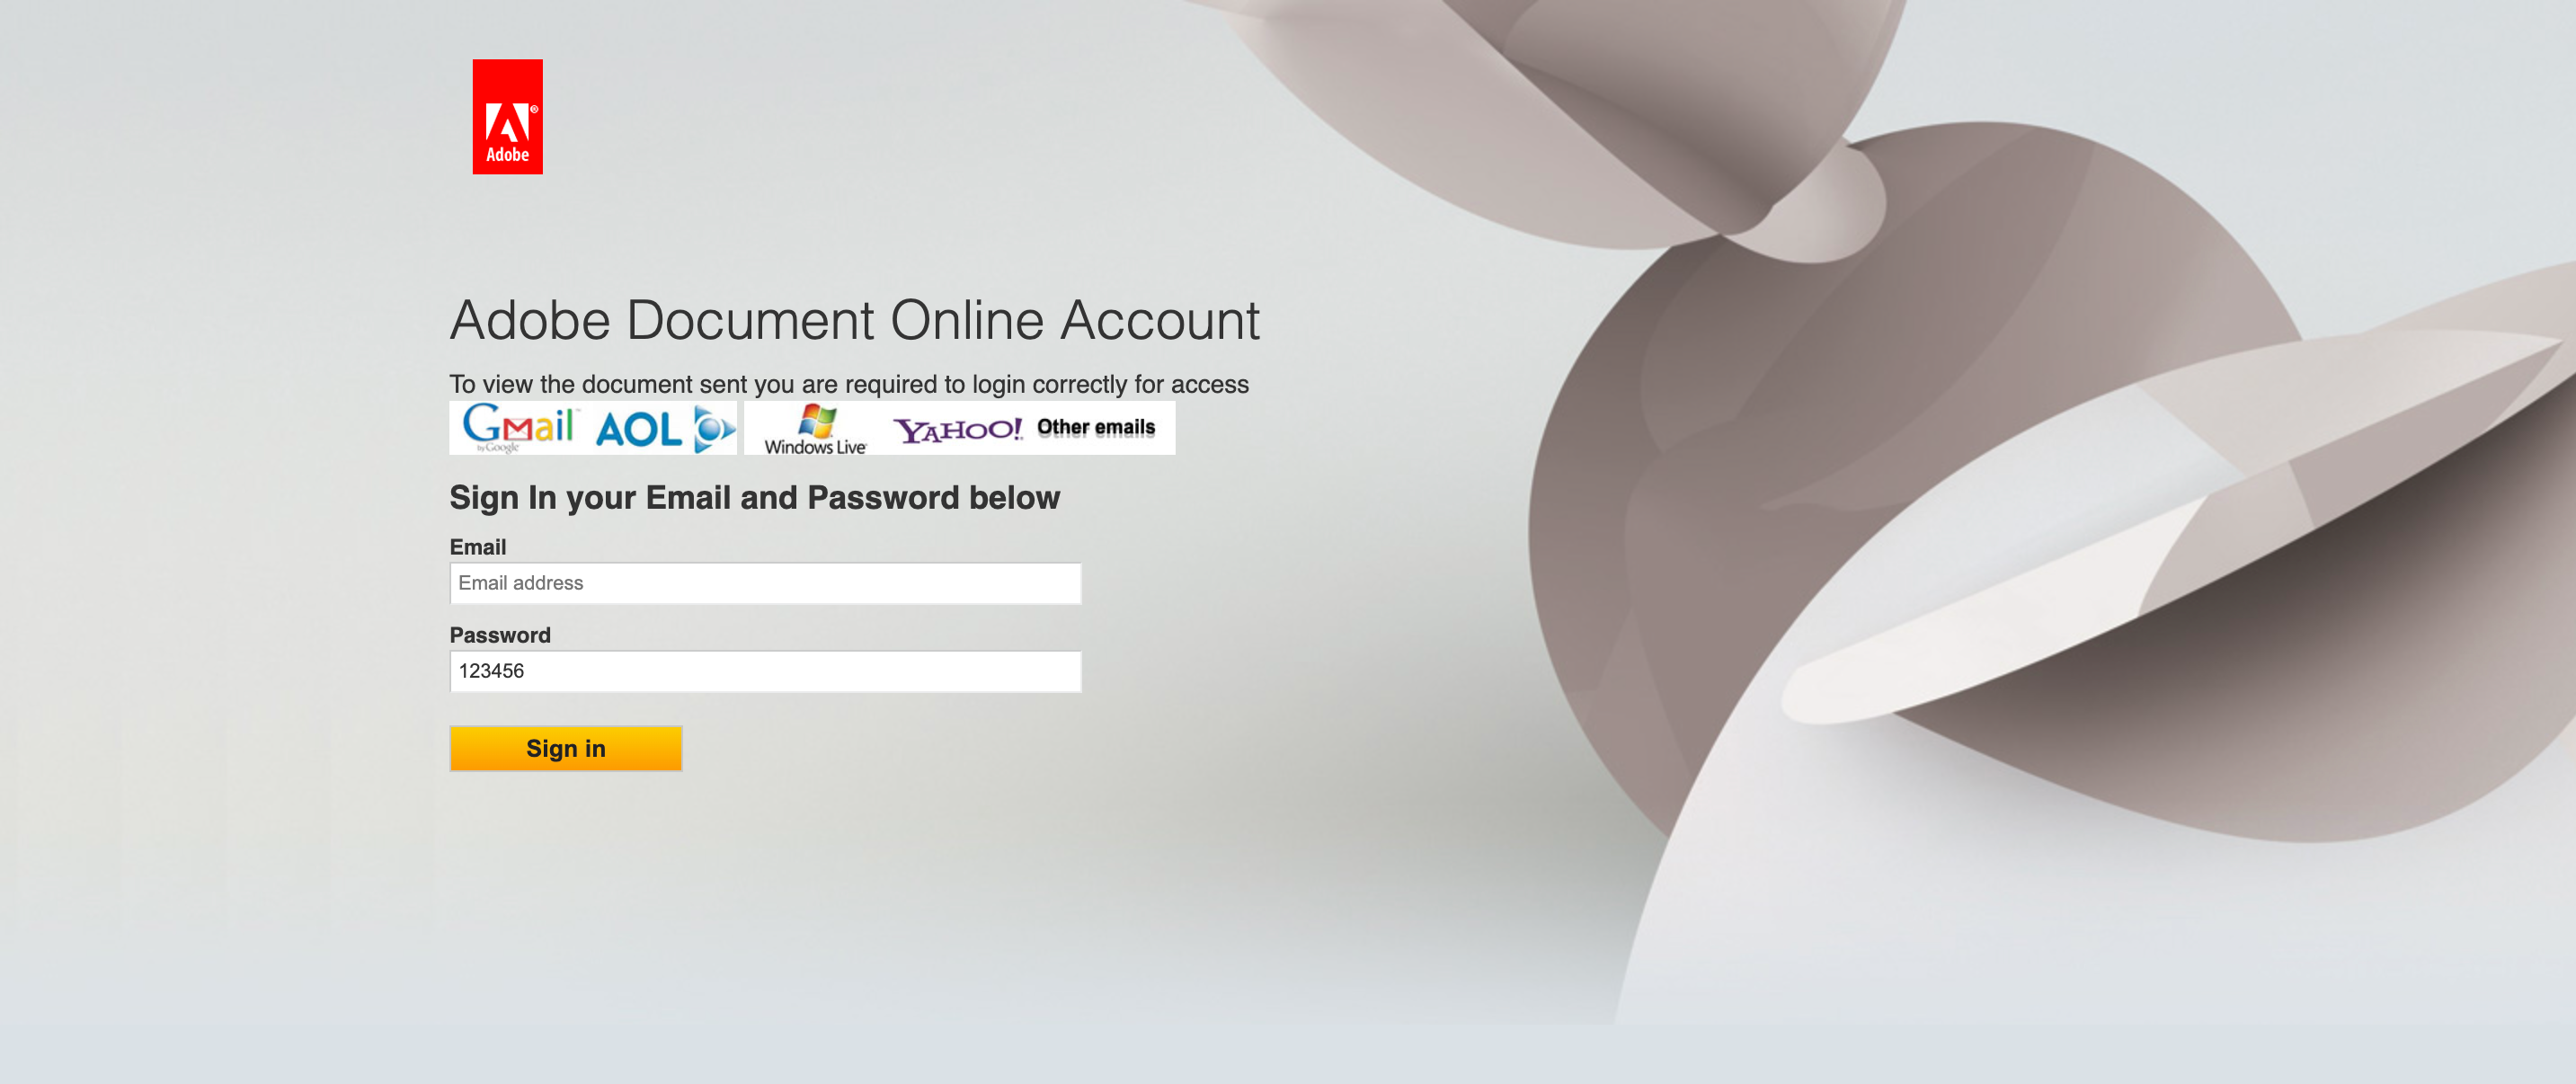 A®
Adobe
Adobe Document Online Account
To view the document sent you are required to login correctly for access
Gmail™ by Google AOL Windows Live™ YAHOO! Other emails
Sign In your Email and Password below
Email
Email address
Password
123456
Sign in